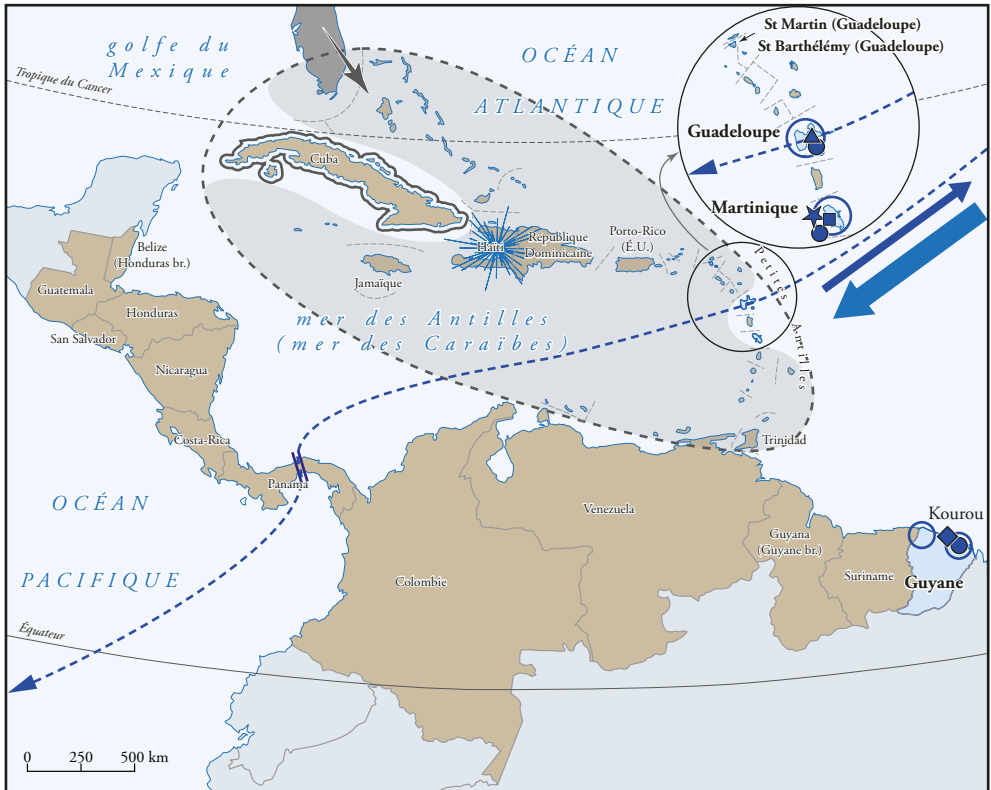 St Martin (Guadeloupe)
St Barthélémy (Guadeloupe)
golfe du
Mexique
OCÉAN
ATLANTIQUE
Tropique du Cancer
Guadeloupe
Martinique
Cuba
Haïti
République
Dominicaine
Porto-Rico
(É.U.)
Jamaïque
Petites Antilles
mer des Antilles
(mer des Caraïbes)
Belize
(Honduras br.)
Guatemala
Honduras
San Salvador
Nicaragua
Costa-Rica
Panamá
Trinidad
OCÉAN
PACIFIQUE
Venezuela
Colombie
Guyana
(Guyane br.)
Suriname
Kourou
Guyane
Équateur
0 250 500 km